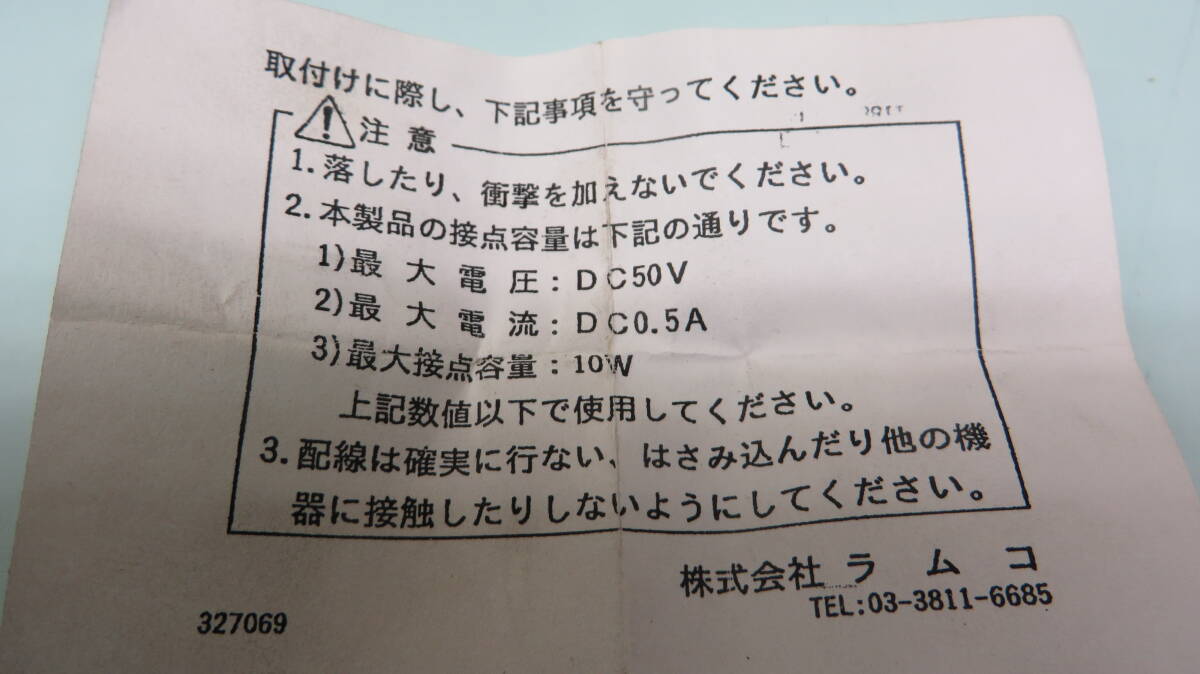 取付けに際し、下記事項を守ってください。
注意
1.落したり、衝撃を加えないでください。
2.本製品の接点容量は下記の通りです。
1)最大電圧:DC50V
2)最大電流:DC0.5A
3)最大接点容量:10W
上記数値以下で使用してください。
3.配線は確実に行ない、はさみ込んだり他の機
器に接触したりしないようにしてください。
株式会社ラムコ
TEL:03-3811-6685
327069